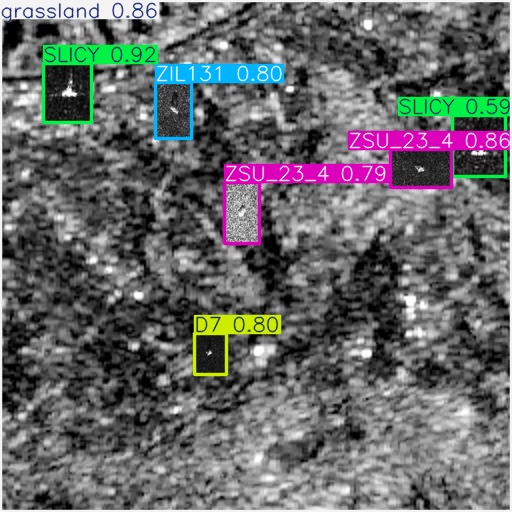 grassland 0.86
SLICY 0.92
ZIL131 0.80
SLICY 0.59
ZSU_23_4 0.86
ZSU_23_4 0.79
D7 0.80